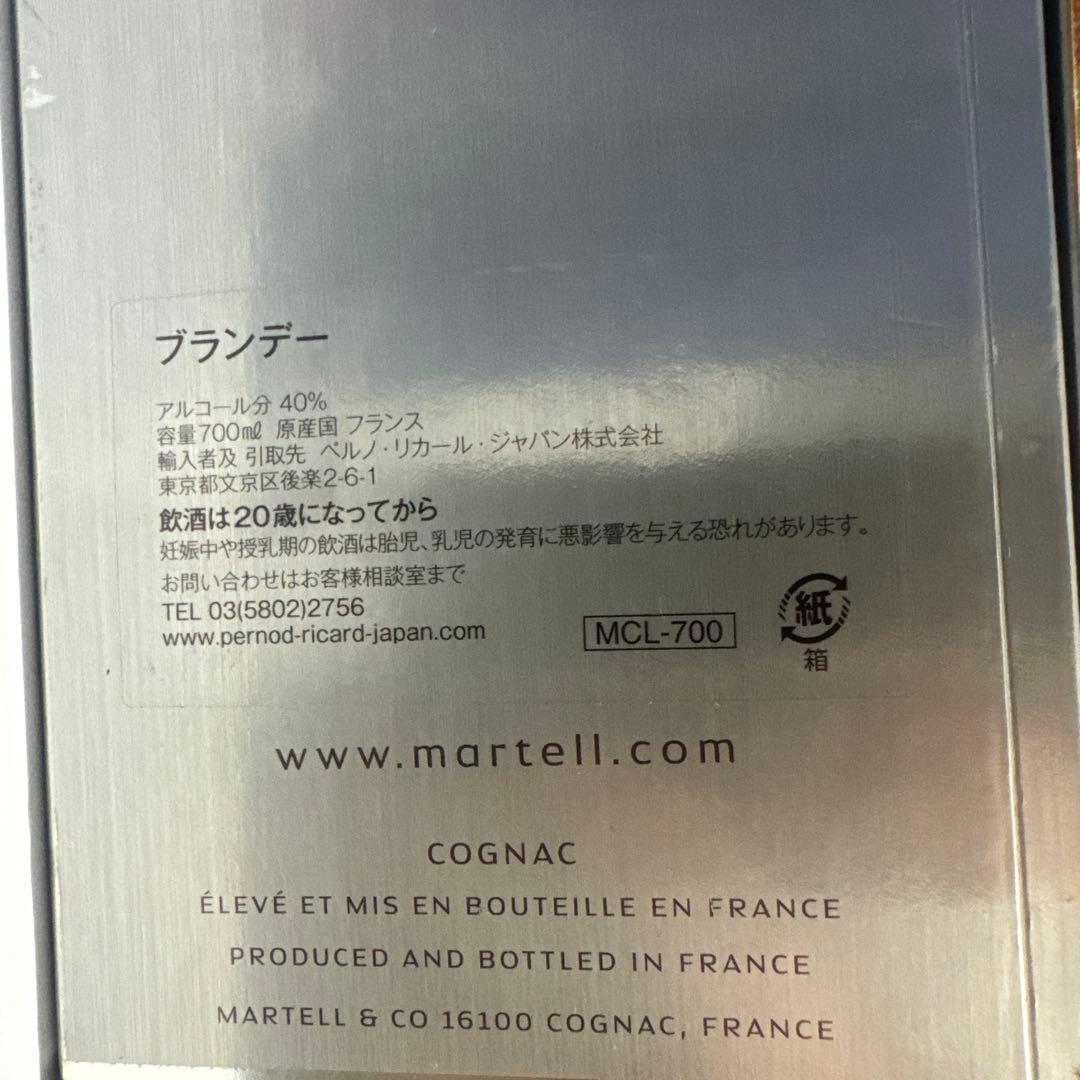 ブランデー
アルコール分 40%
容量700㎖ 原産国 フランス
輸入者及 引取先 ペルノ・リカール・ジャパン株式会社
東京都文京区後楽2-6-1
飲酒は20歳になってから
妊娠中や授乳期の飲酒は胎児、乳児の発育に悪影響を与える恐れがあります。
お問い合わせはお客様相談室まで
TEL 03(5802)2756
www.pernod-ricard-japan.com
MCL-700
紙
箱
www.martell.com
COGNAC
ÉLEVÉ ET MIS EN BOUTEILLE EN FRANCE
PRODUCED AND BOTTLED IN FRANCE
MARTELL & CO 16100 COGNAC, FRANCE